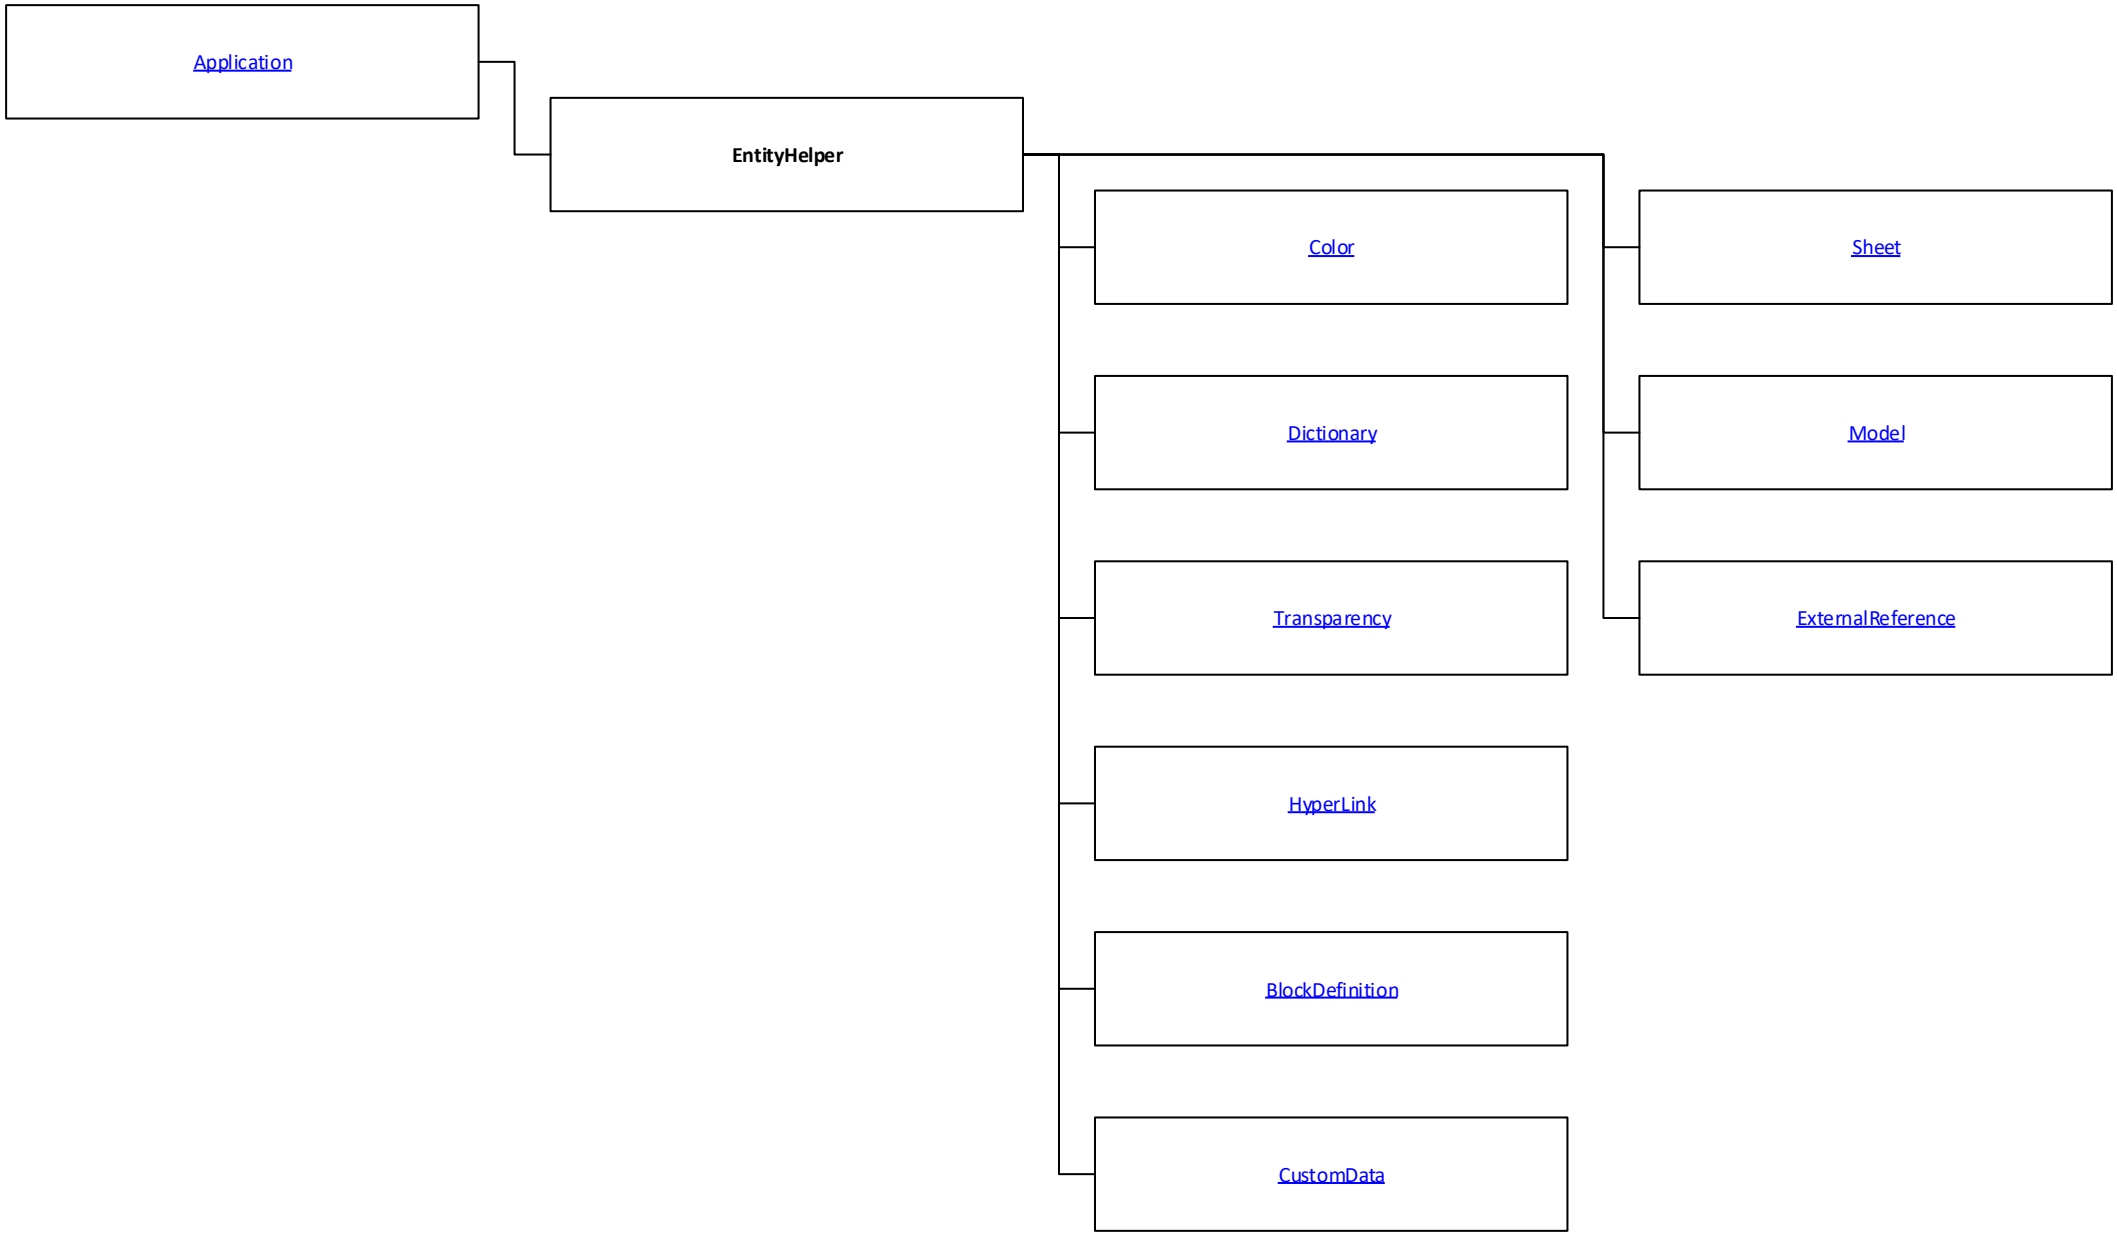 Application
EntityHelper
Color
Sheet
Dictionary
Model
Transparency
ExternalReference
HyperLink
BlockDefinition
CustomData